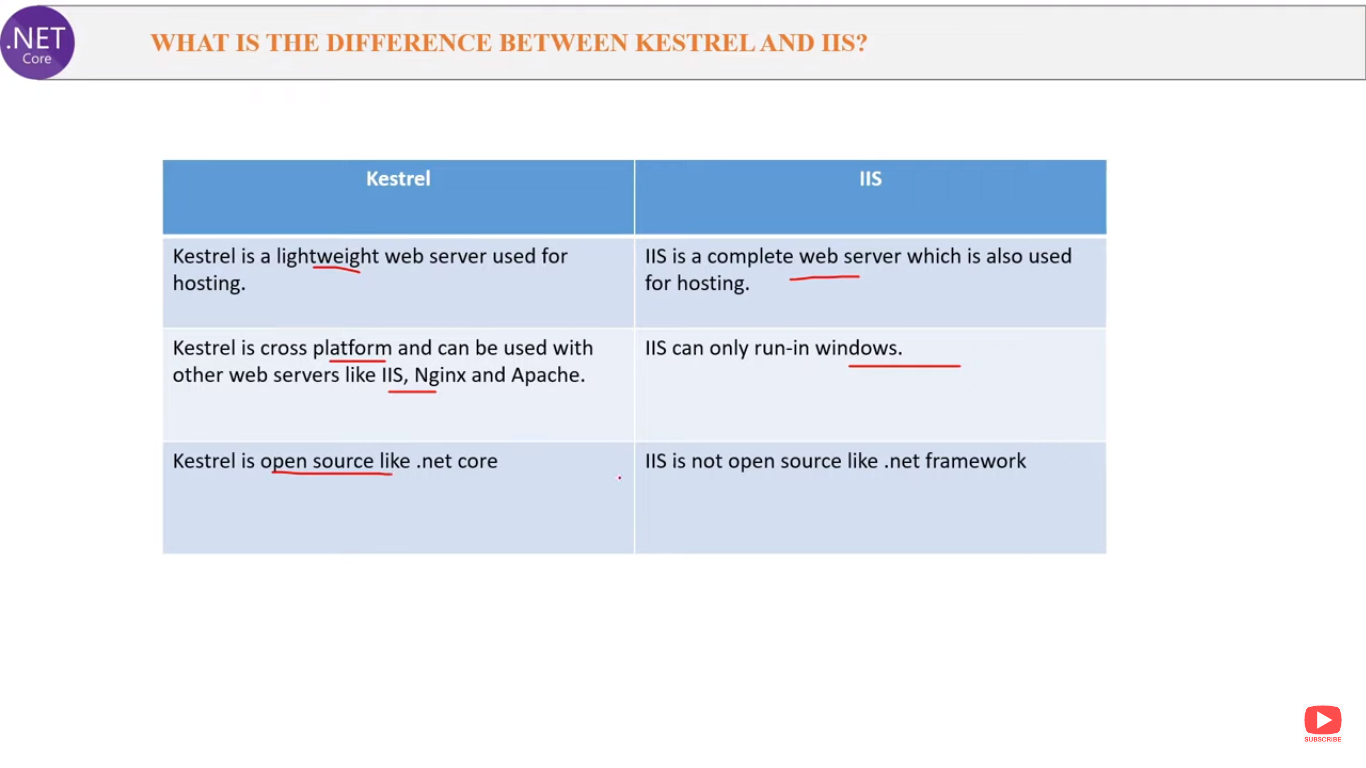 .NET
Core
WHAT IS THE DIFFERENCE BETWEEN KESTREL AND IIS?
Kestrel
IIS
Kestrel is a lightweight web server used for
hosting.
IIS is a complete web server which is also used
for hosting.
Kestrel is cross platform and can be used with
other web servers like IIS, Nginx and Apache.
IIS can only run-in windows.
Kestrel is open source like .net core
IIS is not open source like .net framework
SUBSCRIBE